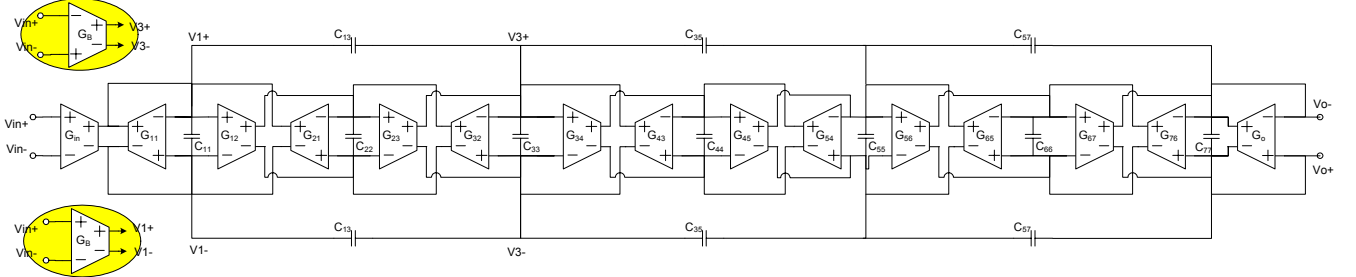 Vin+
Vin-
− + GB + −
V3+
V3-
V1+
C13
V3+
C35
C57
Vin+
Vin-
+ − Gin + −
− + G11 + −
C11
+ − G12 + −
− + G21 + −
C22
+ − G23 + −
− + G32 + −
C33
+ − G34 + −
− + G43 + −
C44
+ − G45 + −
− + G54 + −
C55
+ − G56 + −
− + G65 + −
C66
+ − G67 + −
− + G76 + −
C77
− + Go + −
Vo-
Vo+
Vin+
Vin-
+ − GB + −
V1+
V1-
V1-
C13
V3-
C35
C57